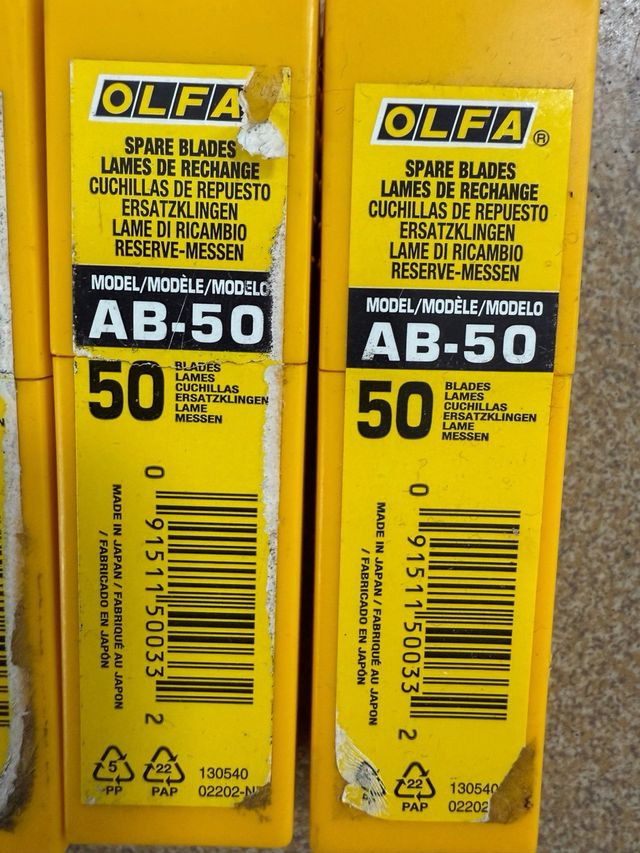 OLFA
SPARE BLADES
LAMES DE RECHANGE
CUCHILLAS DE REPUESTO
ERSATZKLINGEN
LAME DI RICAMBIO
RESERVE-MESSEN
MODEL/MODÈLE/MODELO
AB-50
50
BLADES
LAMES
CUCHILLAS
ERSATZKLINGEN
LAME
MESSEN
MADE IN JAPAN / FABRIQUÉ AU JAPON
/ FABRICADO EN JAPÓN
0 91511 50033 2
5
PP
22
PAP
130540
02202-N
OLFA®
SPARE BLADES
LAMES DE RECHANGE
CUCHILLAS DE REPUESTO
ERSATZKLINGEN
LAME DI RICAMBIO
RESERVE-MESSEN
MODEL/MODÈLE/MODELO
AB-50
50
BLADES
LAMES
CUCHILLAS
ERSATZKLINGEN
LAME
MESSEN
MADE IN JAPAN / FABRIQUÉ AU JAPON
/ FABRICADO EN JAPÓN
0 91511 50033 2
22
PAP
130540
02202